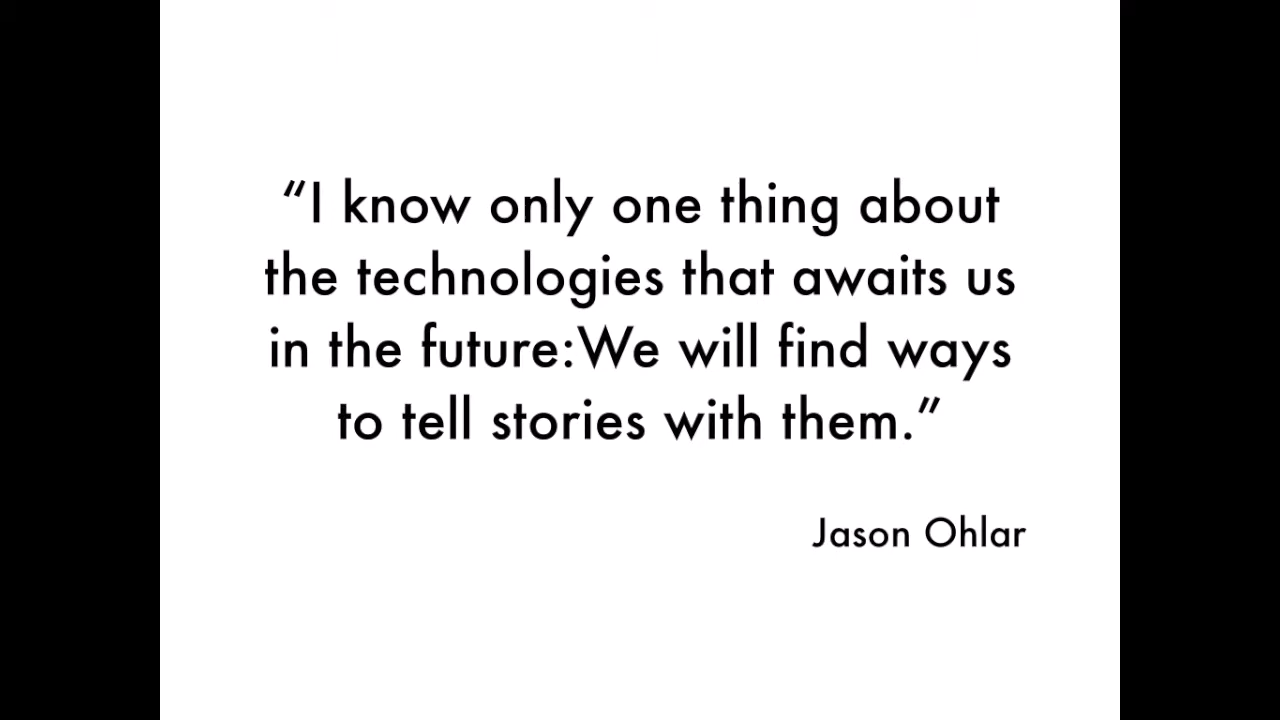 “I know only one thing about
the technologies that awaits us
in the future:We will find ways
to tell stories with them.”
Jason Ohlar